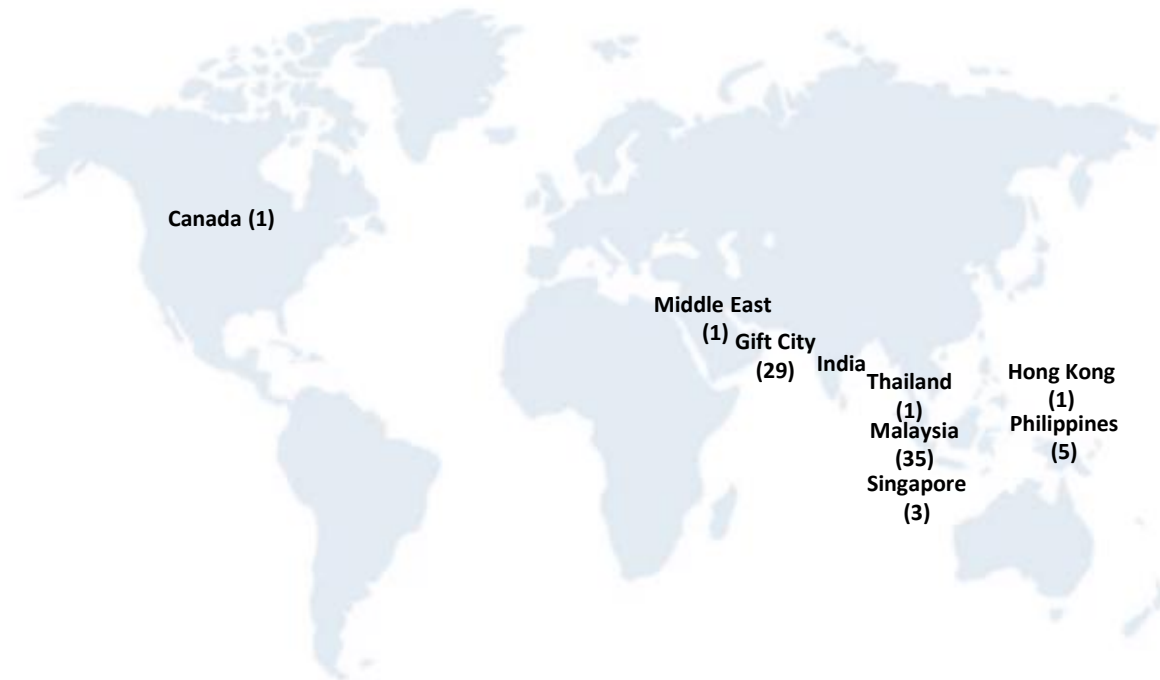 Canada (1)
Middle East
(1)
Gift City
(29)
India
Thailand
(1)
Malaysia
(35)
Singapore
(3)
Hong Kong
(1)
Philippines
(5)